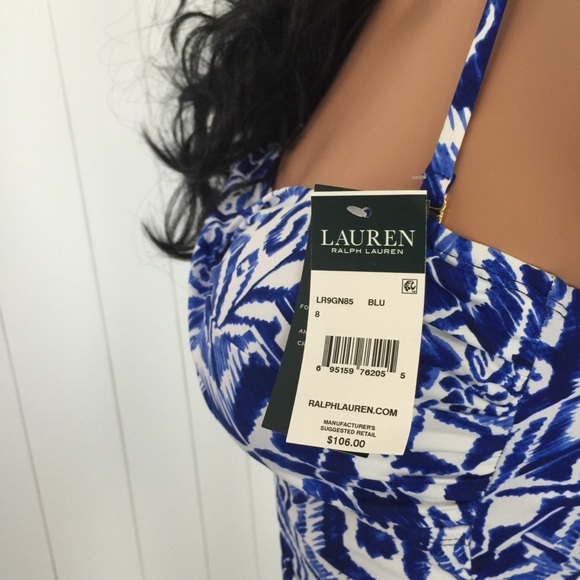 LAUREN
RALPH LAUREN
LR9GN85 BLU
8
6 95159 76205 5
RALPHLAUREN.COM
MANUFACTURER'S
SUGGESTED RETAIL
$106.00